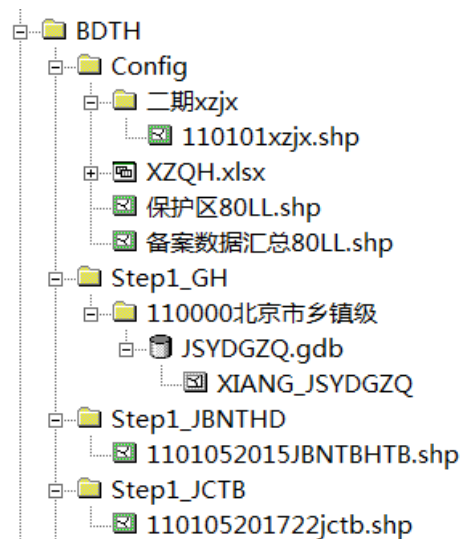 BDTH
Config
二期xzjx
110101xzjx.shp
XZQH.xlsx
保护区80LL.shp
备案数据汇总80LL.shp
Step1_GH
110000北京市乡镇级
JSYDGZQ.gdb
XIANG_JSYDGZQ
Step1_JBNTHD
1101052015JBNTBHTB.shp
Step1_JCTB
110105201722jctb.shp